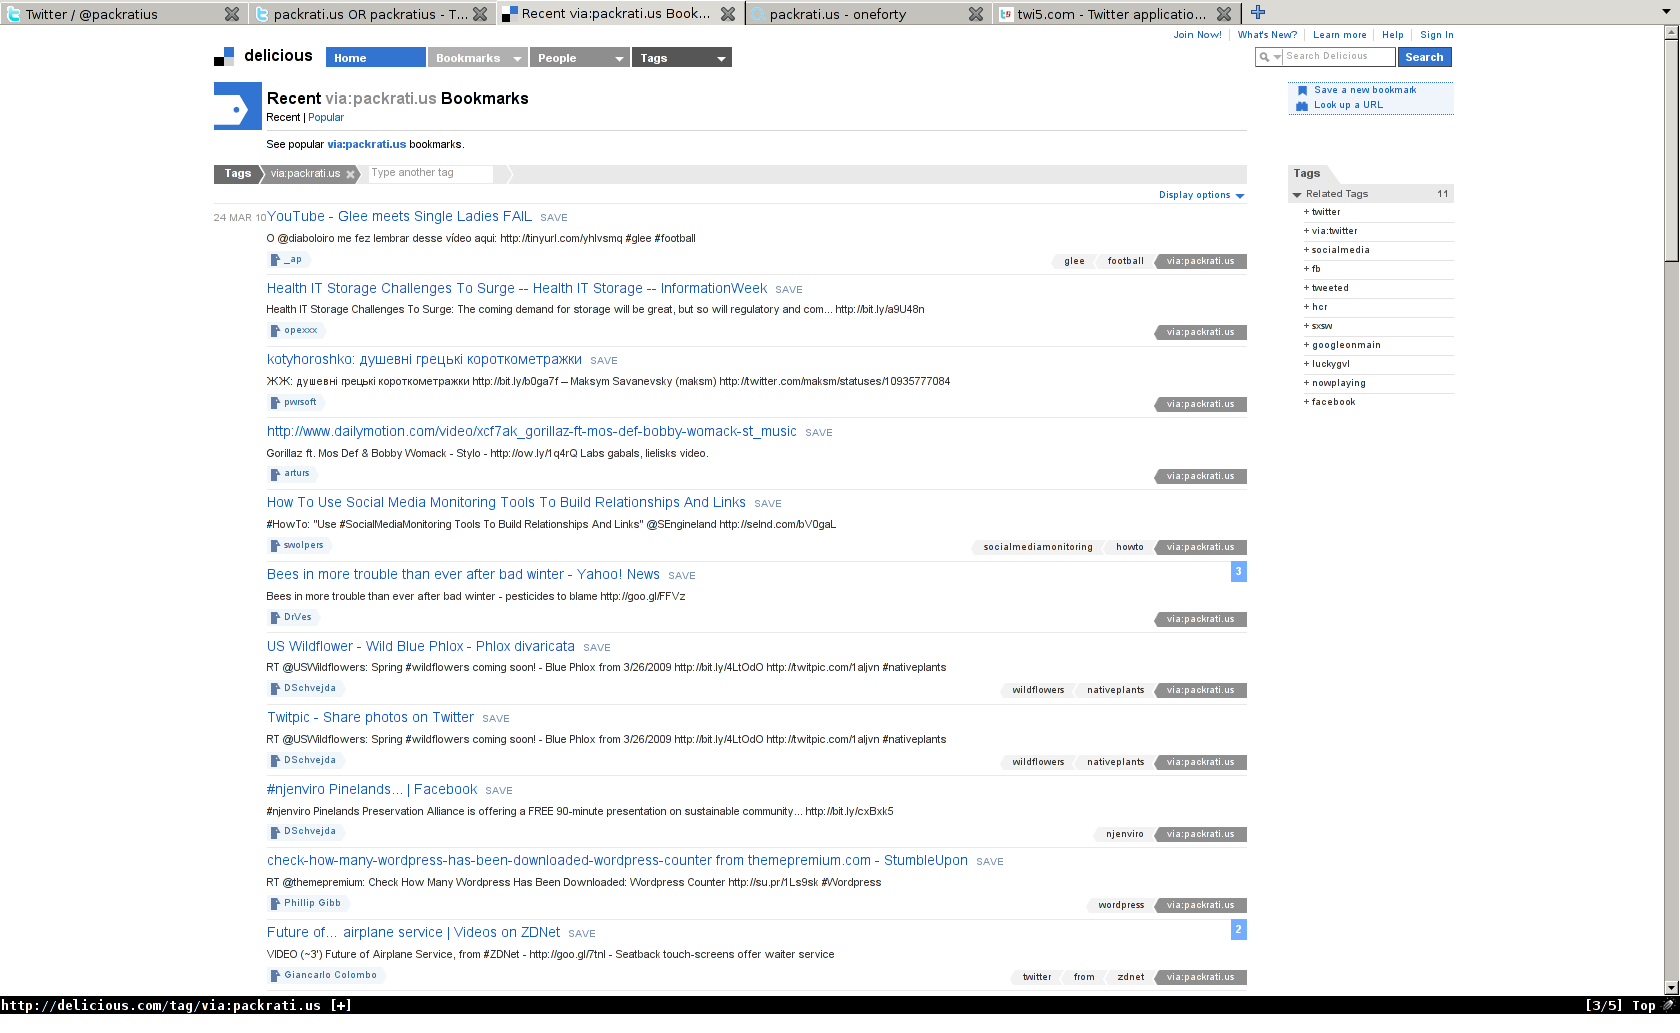 Twitter / @packratius
packrati.us OR packratius - T...
Recent via:packrati.us Book...
packrati.us - oneforty
twi5.com - Twitter applicatio...
Join Now! What's New? Learn more Help Sign In
delicious Home Bookmarks People Tags
Search Delicious Search
Recent via:packrati.us Bookmarks
Recent | Popular
Save a new bookmark
Look up a URL
See popular via:packrati.us bookmarks.
Tags via:packrati.us Type another tag
Display options
24 MAR 10 YouTube - Glee meets Single Ladies FAIL SAVE
O @diaboloiro me fez lembrar desse vídeo aqui: http://tinyurl.com/yhlvsmq #glee #football
_ap
glee football via:packrati.us
Health IT Storage Challenges To Surge -- Health IT Storage -- InformationWeek SAVE
Health IT Storage Challenges To Surge: The coming demand for storage will be great, but so will regulatory and com... http://bit.ly/a9U48n
opexxx
via:packrati.us
kotyhoroshko: душевні грецькі короткометражки SAVE
ЖЖ: душевні грецькі короткометражки http://bit.ly/b0ga7f – Maksym Savanevsky (maksm) http://twitter.com/maksm/statuses/10935777084
pwrsoft
via:packrati.us
http://www.dailymotion.com/video/xcf7ak_gorillaz-ft-mos-def-bobby-womack-st_music SAVE
Gorillaz ft. Mos Def & Bobby Womack - Stylo - http://ow.ly/1q4rQ Labs gabals, lielisks video.
arturs
via:packrati.us
How To Use Social Media Monitoring Tools To Build Relationships And Links SAVE
#HowTo: "Use #SocialMediaMonitoring Tools To Build Relationships And Links" @SEngineland http://selnd.com/bV0gaL
swolpers
socialmediamonitoring howto via:packrati.us
Bees in more trouble than ever after bad winter - Yahoo! News SAVE 3
Bees in more trouble than ever after bad winter - pesticides to blame http://goo.gl/FFVz
DrVes
via:packrati.us
US Wildflower - Wild Blue Phlox - Phlox divaricata SAVE
RT @USWildflowers: Spring #wildflowers coming soon! - Blue Phlox from 3/26/2009 http://bit.ly/4LtOdO http://twitpic.com/1aljvn #nativeplants
DSchvejda
wildflowers nativeplants via:packrati.us
Twitpic - Share photos on Twitter SAVE
RT @USWildflowers: Spring #wildflowers coming soon! - Blue Phlox from 3/26/2009 http://bit.ly/4LtOdO http://twitpic.com/1aljvn #nativeplants
DSchvejda
wildflowers nativeplants via:packrati.us
#njenviro Pinelands... | Facebook SAVE
#njenviro Pinelands Preservation Alliance is offering a FREE 90-minute presentation on sustainable community... http://bit.ly/cxBxk5
DSchvejda
njenviro via:packrati.us
check-how-many-wordpress-has-been-downloaded-wordpress-counter from themepremium.com - StumbleUpon SAVE
RT @themepremium: Check How Many Wordpress Has Been Downloaded: Wordpress Counter http://su.pr/1Ls9sk #Wordpress
Phillip Gibb
wordpress via:packrati.us
Future of... airplane service | Videos on ZDNet SAVE 2
VIDEO (~3') Future of Airplane Service, from #ZDNet - http://goo.gl/7tnl - Seatback touch-screens offer waiter service
Giancarlo Colombo
twitter from zdnet via:packrati.us
Tags
Related Tags 11
+ twitter
+ via:twitter
+ socialmedia
+ fb
+ tweeted
+ hcr
+ sxsw
+ googleonmain
+ luckygvl
+ nowplaying
+ facebook
http://delicious.com/tag/via:packrati.us [+] [3/5] Top